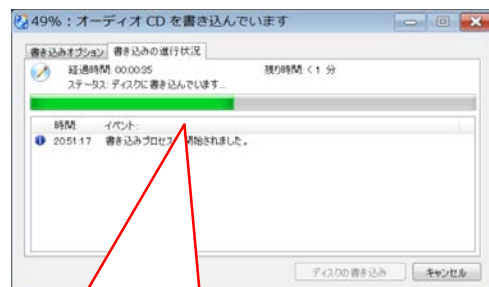 49% : オーディオ CD を書き込んでいます
書き込みオプション 書き込みの進行状況
経過時間: 00:00:35 残り時間: < 1 分
ステータス: ディスクに書き込んでいます...
時間: イベント:
20:51:17 書き込みプロセス 開始されました。
ディスクの書き込み キャンセル